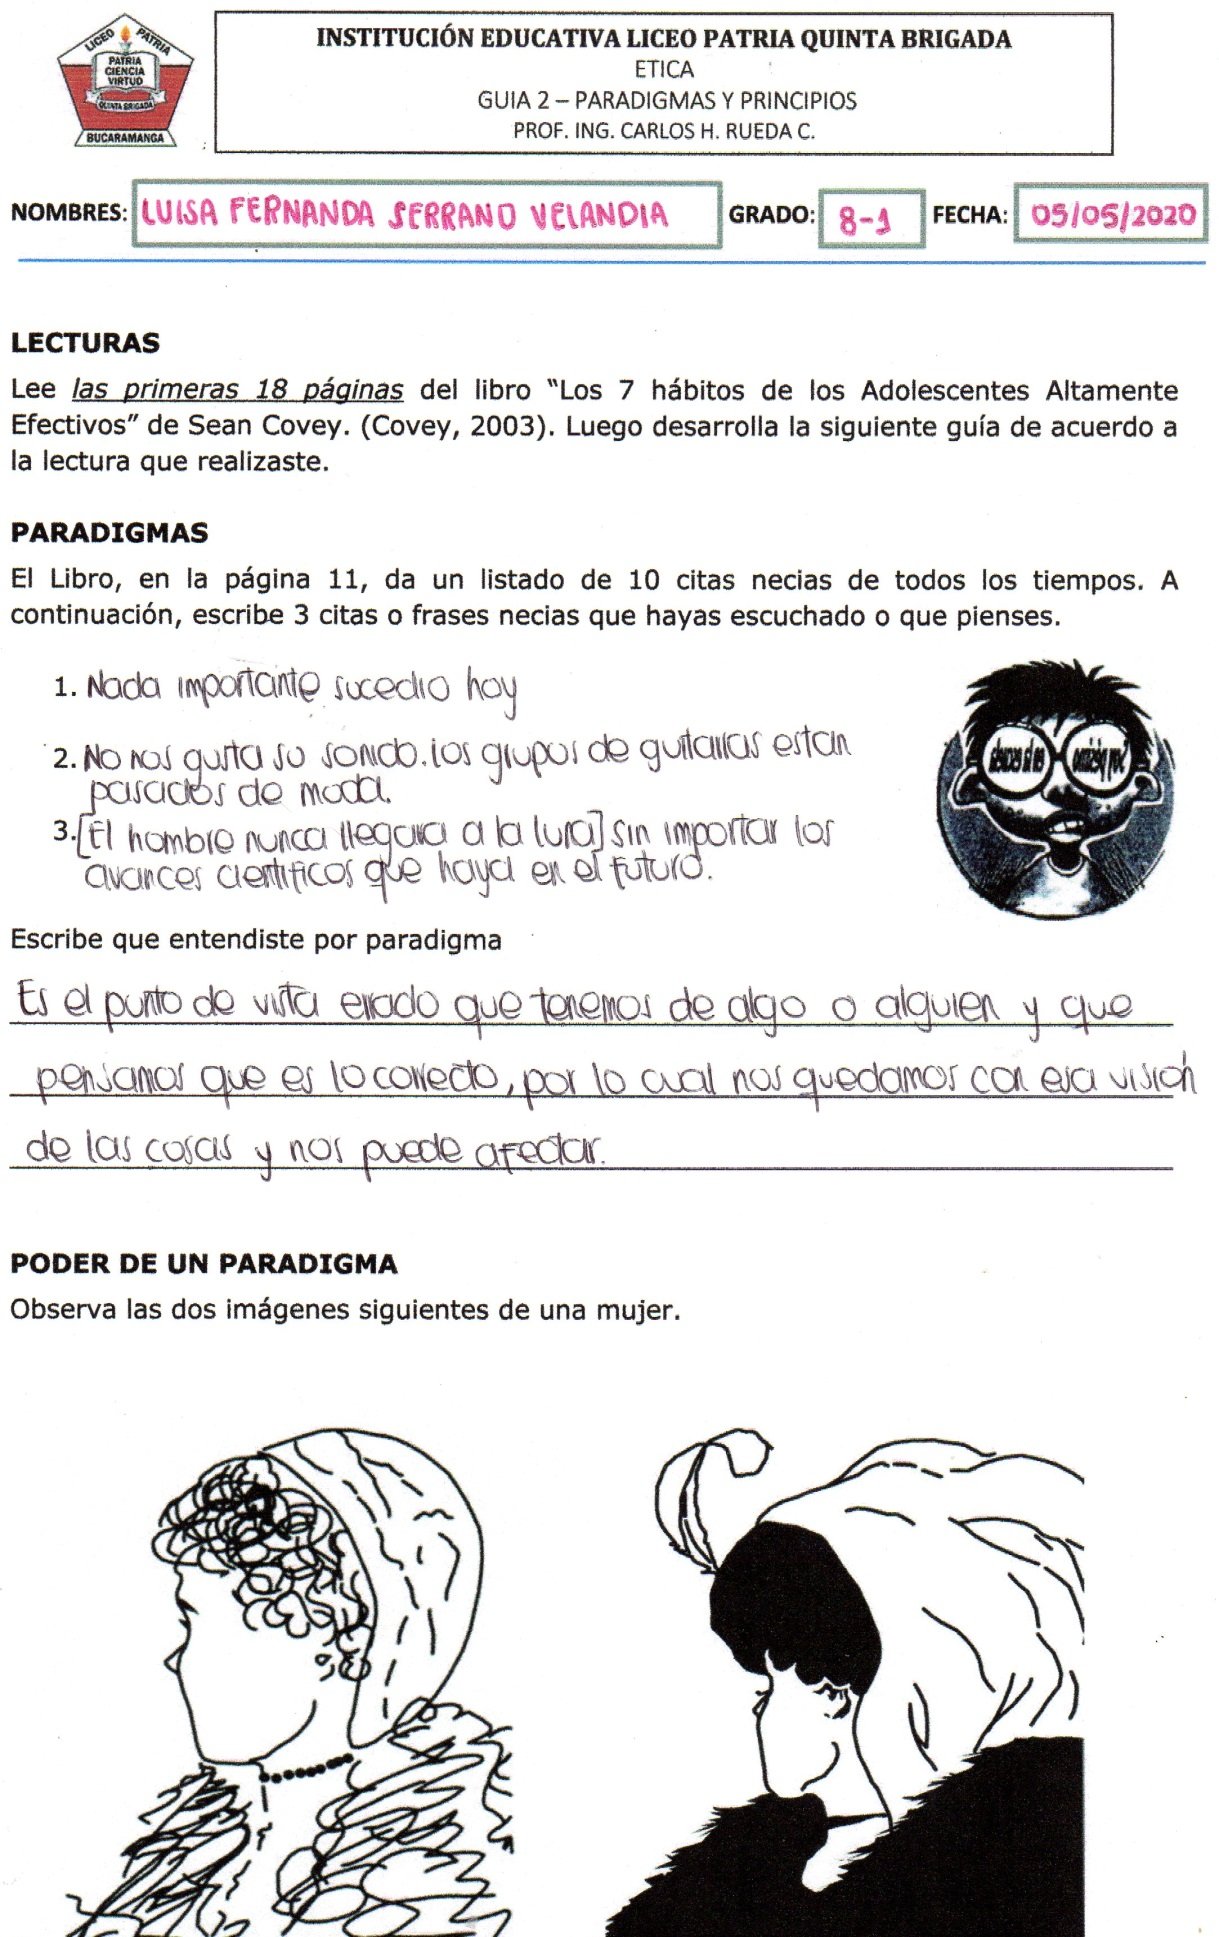 LICEO PATRIA
PATRIA
CIENCIA
VIRTUD
QUINTA BRIGADA
BUCARAMANGA
INSTITUCIÓN EDUCATIVA LICEO PATRIA QUINTA BRIGADA
ETICA
GUIA 2 – PARADIGMAS Y PRINCIPIOS
PROF. ING. CARLOS H. RUEDA C.
NOMBRES: LUISA FERNANDA SERRANO VELANDIA GRADO: 8-1 FECHA: 05/05/2020
LECTURAS
Lee las primeras 18 páginas del libro “Los 7 hábitos de los Adolescentes Altamente
Efectivos” de Sean Covey. (Covey, 2003). Luego desarrolla la siguiente guía de acuerdo a
la lectura que realizaste.
PARADIGMAS
El Libro, en la página 11, da un listado de 10 citas necias de todos los tiempos. A
continuación, escribe 3 citas o frases necias que hayas escuchado o que pienses.
1. Nada importante sucedio hoy
2. No nos gusta su sonido. Los grupos de guitarras estan
pasados de moda.
3. [El hombre nunca llegara a la luna] sin importar los
avances cientificos que haya en el futuro.
Escribe que entendiste por paradigma
Es el punto de vista errado que tenemos de algo o alguien y que
pensamos que es lo correcto, por lo cual nos quedamos con esa visión
de las cosas y nos puede afectar.
PODER DE UN PARADIGMA
Observa las dos imágenes siguientes de una mujer.